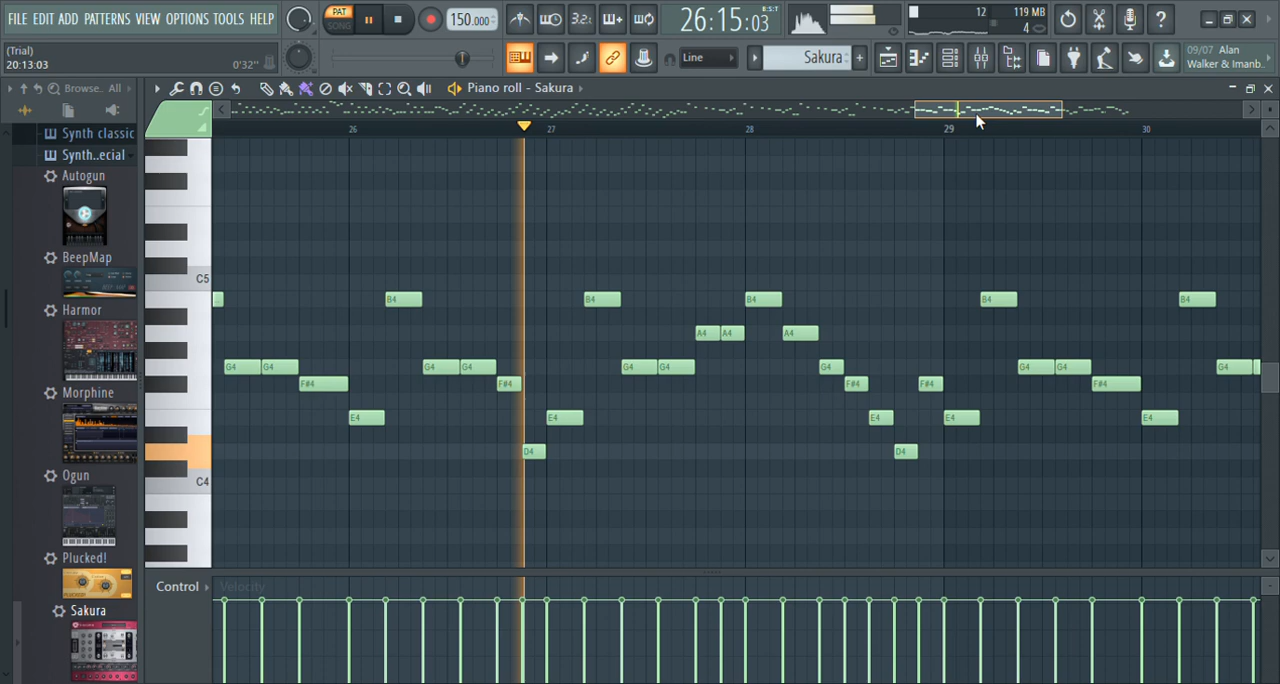 FILE EDIT ADD PATTERNS VIEW OPTIONS TOOLS HELP
PAT
SONG
150.000
3.2
26:15:03
B:S:T
12
119 MB
4
(Trial)
20:13:03
0'32"
Line
Sakura
09/07 Alan
Walker & Imanb..
Browse..
All
Piano roll - Sakura
Synth classic
Synth..ecial
Autogun
BeepMap
Harmor
Morphine
Ogun
Plucked!
Sakura
26
27
28
29
30
C5
C4
B4 B4 B4 B4 B4
A4 A4 A4
G4 G4 G4 G4 G4 G4 G4 G4 G4 G4
F#4 F#4 F#4 F#4 F#4
E4 E4 E4 E4 E4
D4 D4
Control
Velocity